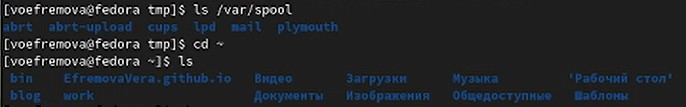 [voefremova@fedora tmp]$ ls /var/spool
abrt abrt-upload cups lpd mail plymouth
[voefremova@fedora tmp]$ cd ~
[voefremova@fedora ~]$ ls
bin EfremovaVera.github.io Видео Загрузки Музыка 'Рабочий стол'
blog work Документы Изображения Общедоступные Шаблоны